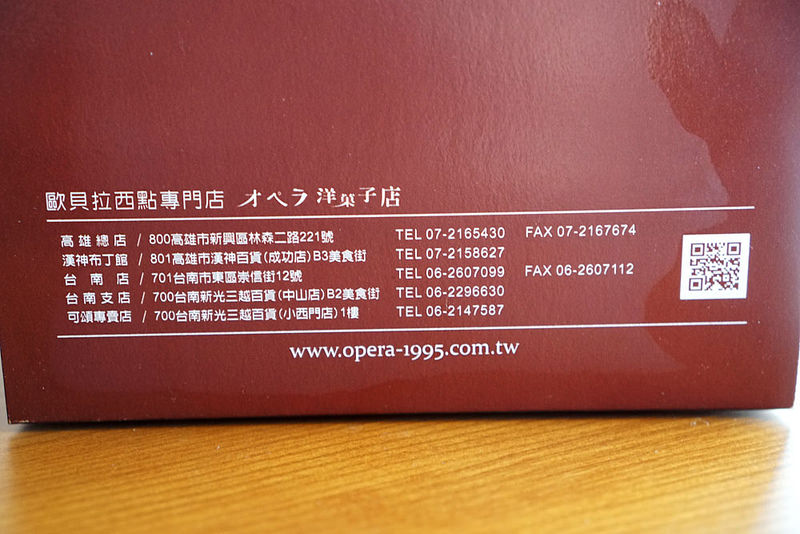 歐貝拉西點專門店 オペラ洋菓子店
高雄總店 / 800高雄市新興區林森二路221號 TEL 07-2165430 FAX 07-2167674
漢神布丁館 / 801高雄市漢神百貨(成功店)B3美食街 TEL 07-2158627
台南店 / 701台南市東區崇信街12號 TEL 06-2607099 FAX 06-2607112
台南支店 / 700台南新光三越百貨(中山店)B2美食街 TEL 06-2296630
可頌專賣店 / 700台南新光三越百貨(小西門店)1樓 TEL 06-2147587
www.opera-1995.com.tw